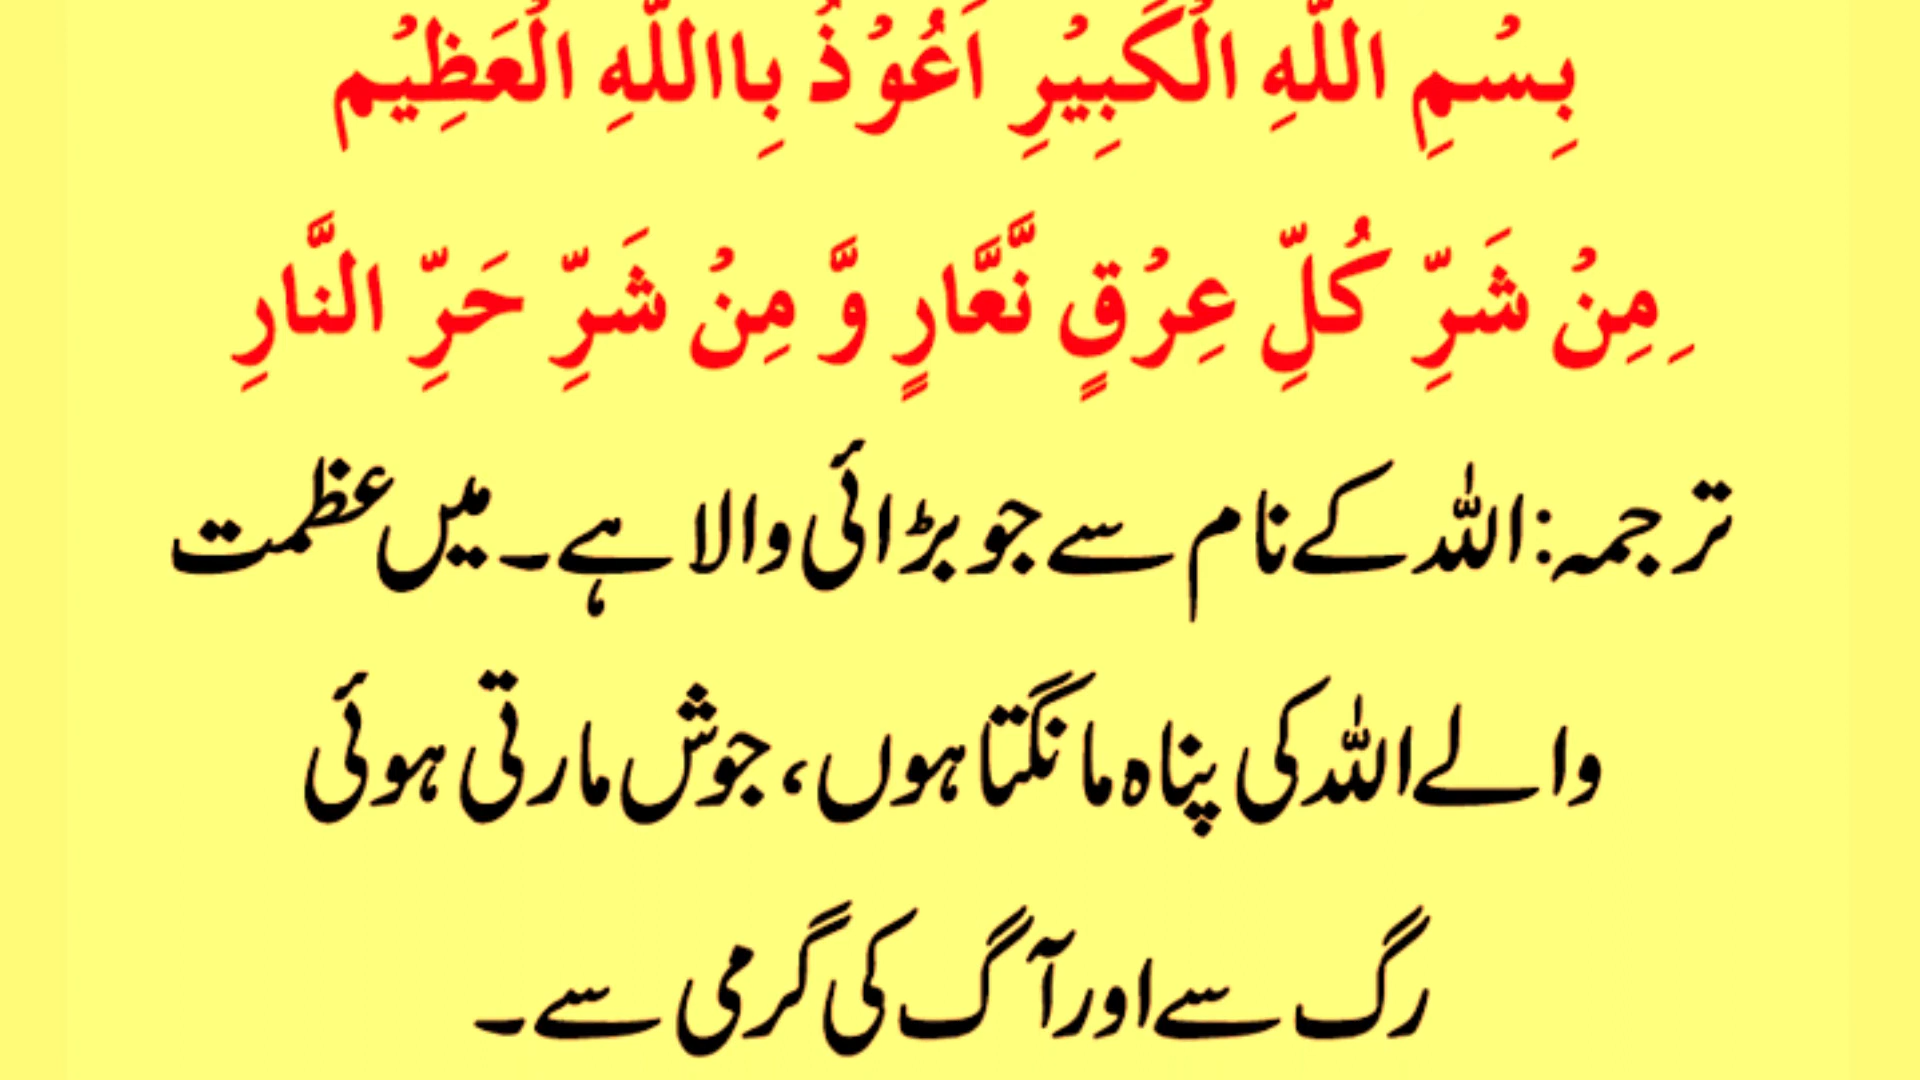 بِسْمِ اللّٰهِ الْكَبِيْرِ اَعُوْذُ بِااللّٰهِ الْعَظِيْم
ِمِنْ شَرِّ كُلِّ عِرْقٍ نَّعَّارٍ وَّ مِنْ شَرِّ حَرِّ النَّارِ
ترجمہ: اللہ کے نام سے جو بڑائی والا ہے۔ میں عظمت
والے اللہ کی پناہ مانگتا ہوں، جوش مارتی ہوئی
رگ سے اور آگ کی گرمی سے۔